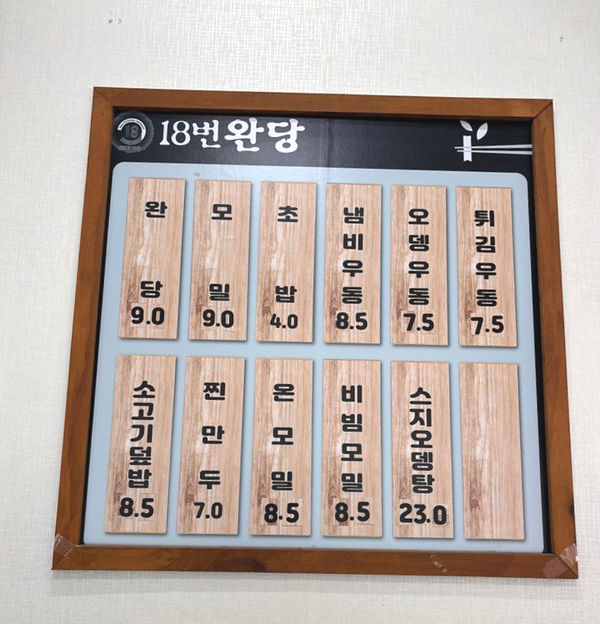 18번완당
완당
9.0
모밀
9.0
초밥
4.0
냄비우동
8.5
오뎅우동
7.5
튀김우동
7.5
소고기덮밥
8.5
찐만두
7.0
온모밀
8.5
비빔모밀
8.5
스지오뎅탕
23.0